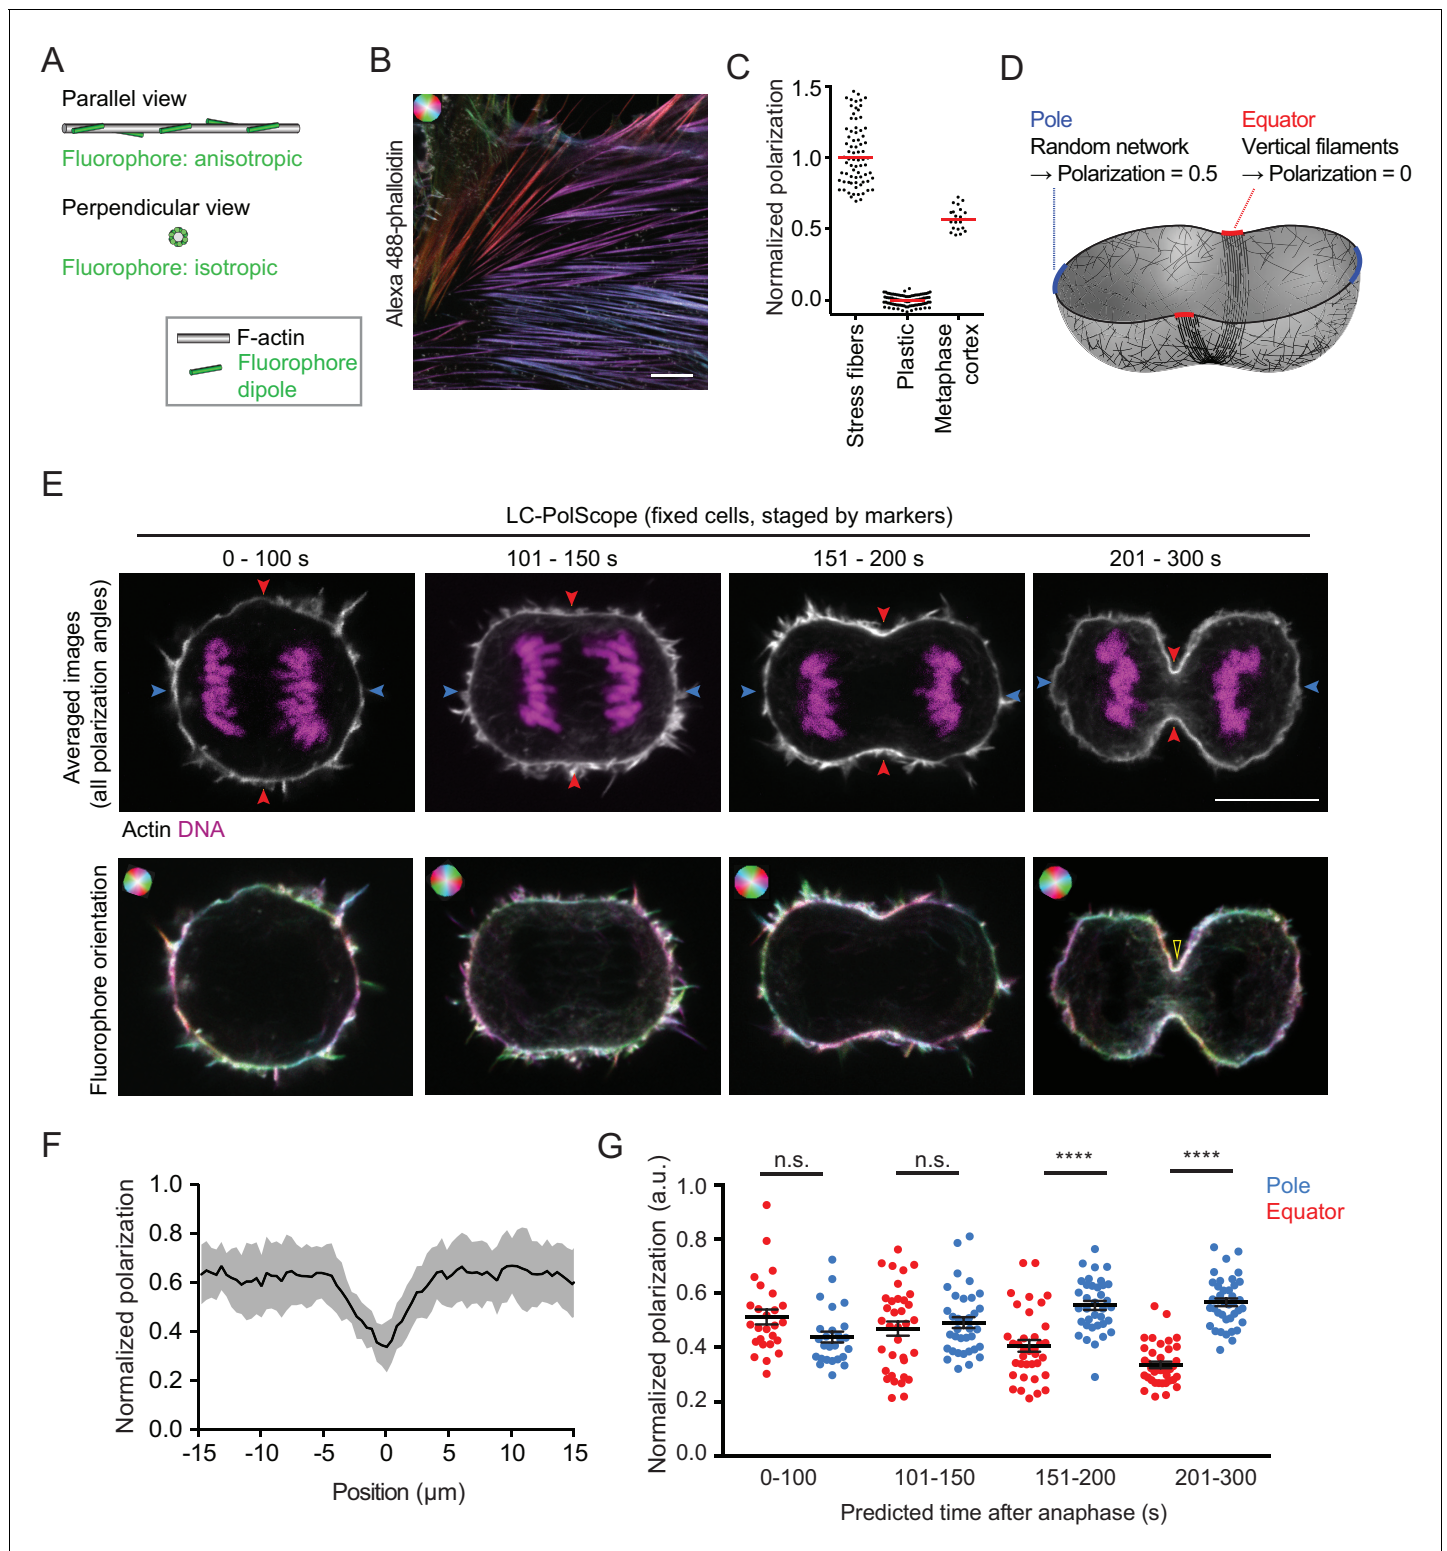 A
Parallel view
Fluorophore: anisotropic
Perpendicular view
Fluorophore: isotropic
F-actin
Fluorophore
dipole
B
Alexa 488-phalloidin
C
Normalized polarization
1.5
1.0
0.5
0.0
Stress fibers
Plastic
Metaphase
cortex
D
Pole
Random network
→ Polarization = 0.5
Equator
Vertical filaments
→ Polarization = 0
E
LC-PolScope (fixed cells, staged by markers)
0 - 100 s
101 - 150 s
151 - 200 s
201 - 300 s
Averaged images
(all polarization angles)
Actin DNA
Fluorophore orientation
F
Normalized polarization
1.0
0.8
0.6
0.4
0.2
0.0
-15
-10
-5
0
5
10
15
Position (µm)
G
Normalized polarization (a.u.)
1.0
0.8
0.6
0.4
0.2
0.0
n.s.
n.s.
****
****
Pole
Equator
0-100
101-150
151-200
201-300
Predicted time after anaphase (s)